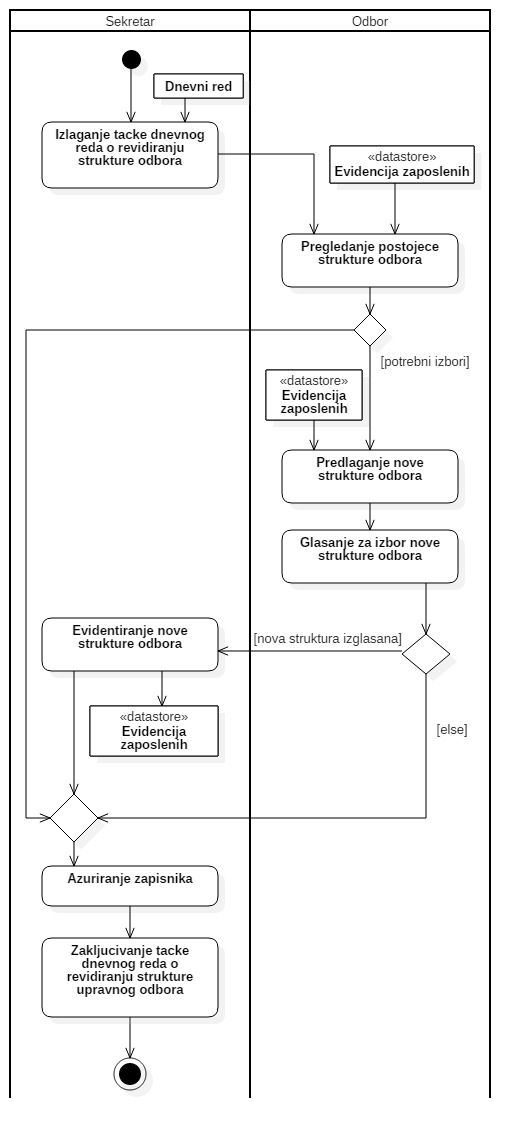 Sekretar
Odbor
Dnevni red
Izlaganje tacke dnevnog
reda o revidiranju
strukture odbora
«datastore»
Evidencija zaposlenih
Pregledanje postojece
strukture odbora
[potrebni izbori]
«datastore»
Evidencija
zaposlenih
Predlaganje nove
strukture odbora
Glasanje za izbor nove
strukture odbora
Evidentiranje nove
strukture odbora
[nova struktura izglasana]
«datastore»
Evidencija
zaposlenih
[else]
Azuriranje zapisnika
Zakljucivanje tacke
dnevnog reda o
revidiranju strukture
upravnog odbora